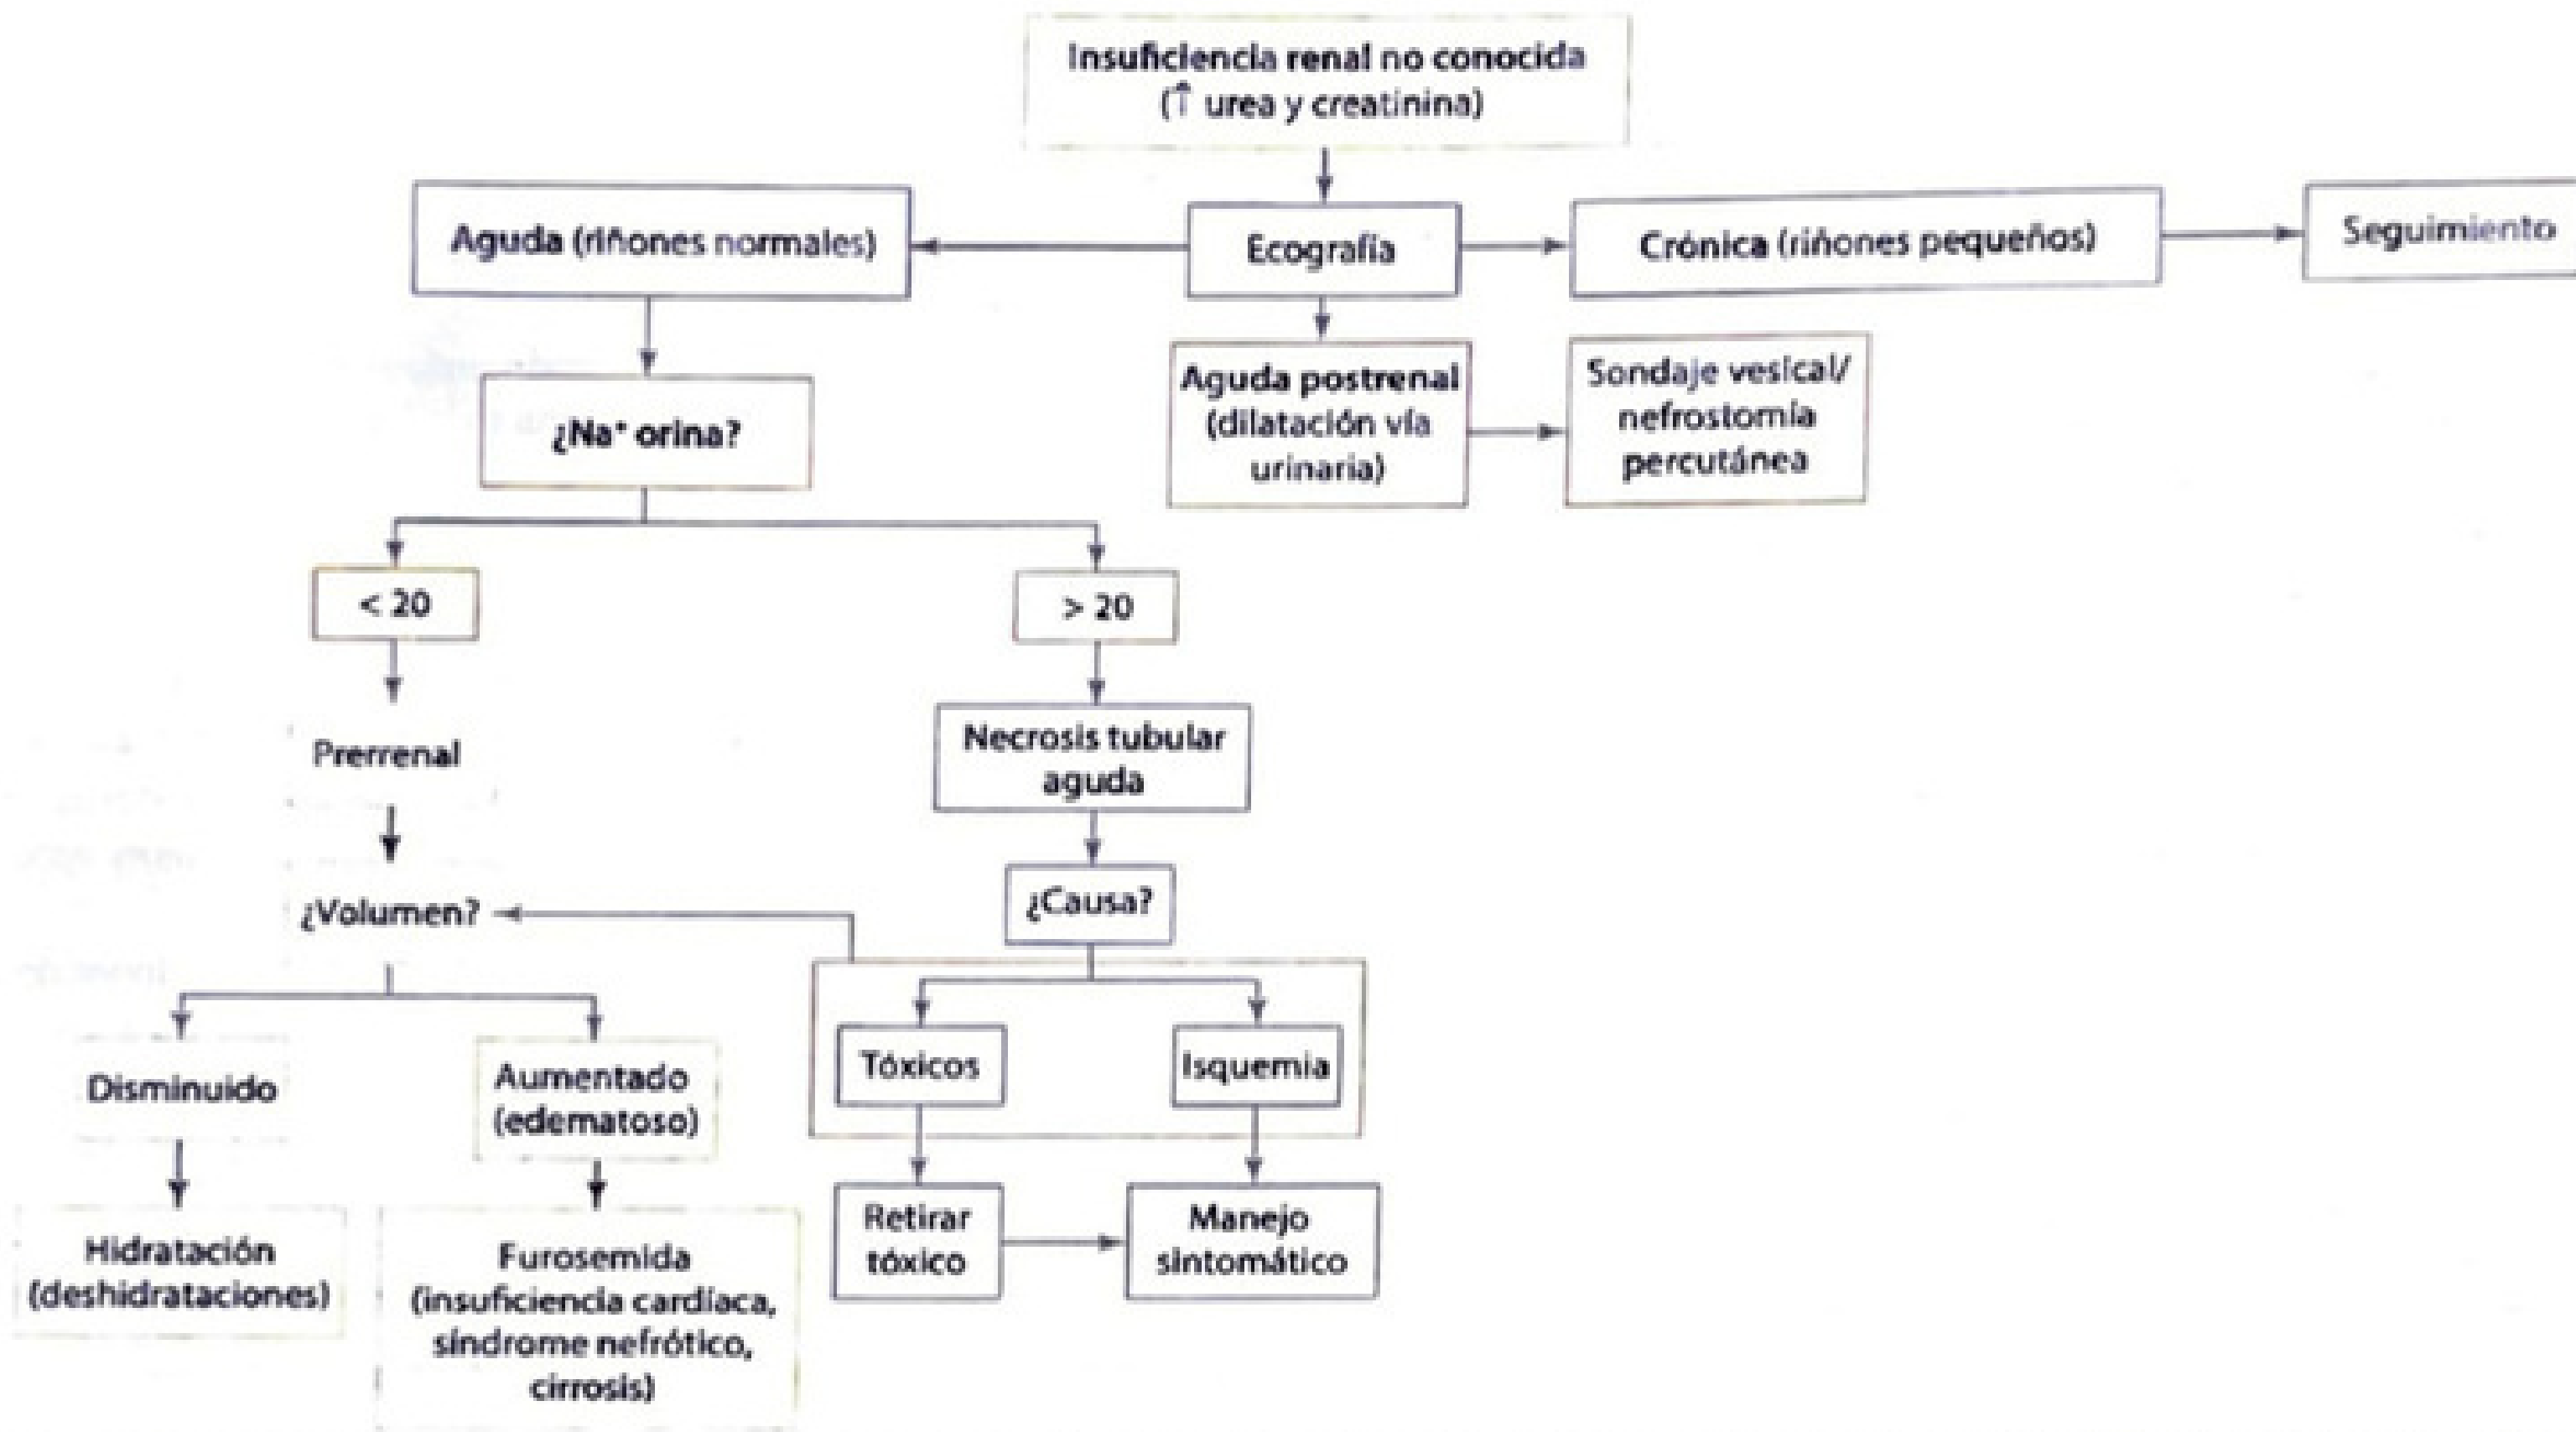 Insuficiencia renal no conocida
(↑ urea y creatinina)
Aguda (riñones normales)
Ecografía
Crónica (riñones pequeños)
Seguimiento
¿Na⁺ orina?
Aguda postrenal
(dilatación vía
urinaria)
Sondaje vesical/
nefrostomía
percutánea
< 20
> 20
Prerrenal
Necrosis tubular
aguda
¿Volumen?
¿Causa?
Disminuido
Aumentado
(edematoso)
Tóxicos
Isquemia
Hidratación
(deshidrataciones)
Furosemida
(insuficiencia cardíaca,
síndrome nefrótico,
cirrosis)
Retirar
tóxico
Manejo
sintomático